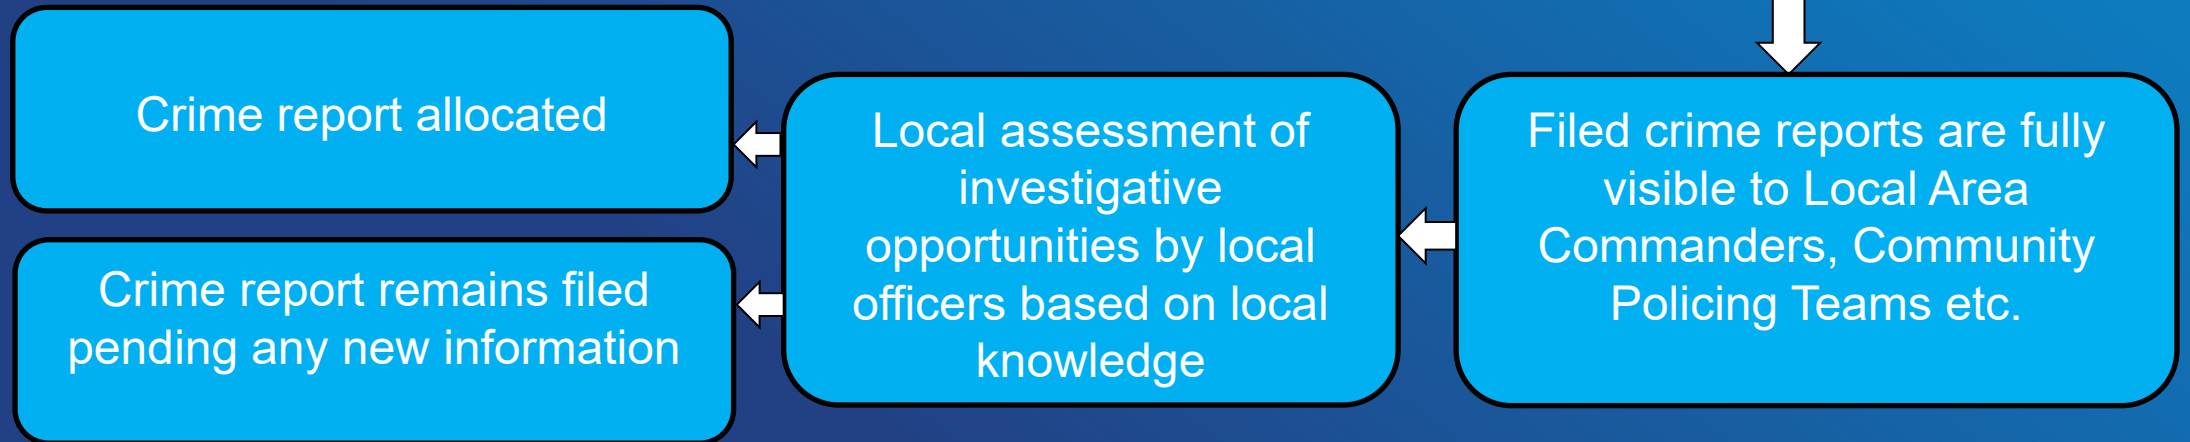 Crime report allocated
Crime report remains filed
pending any new information
Local assessment of
investigative
opportunities by local
officers based on local
knowledge
Filed crime reports are fully
visible to Local Area
Commanders, Community
Policing Teams etc.